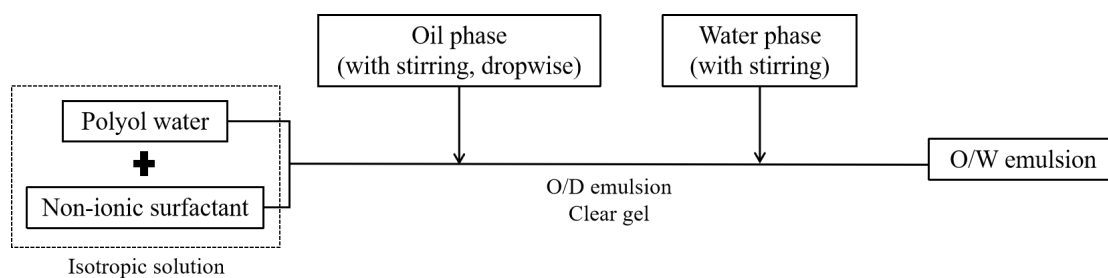 Oil phase
(with stirring, dropwise)
Water phase
(with stirring)
Polyol water
Non-ionic surfactant
Isotropic solution
O/D emulsion
Clear gel
O/W emulsion